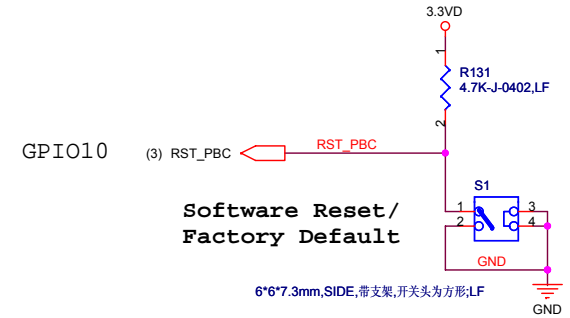 3.3VD
1
R131
4.7K-J-0402,LF
2
GPIO10 (3) RST_PBC RST_PBC
S1
1 3
2 4
Software Reset/
Factory Default
GND
6*6*7.3mm,SIDE,带支架,开关头为方形;LF
GND